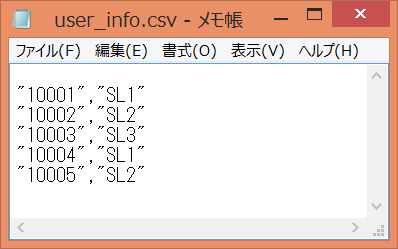 user_info.csv - メモ帳
ファイル(F) 編集(E) 書式(O) 表示(V) ヘルプ(H)
"10001","SL1"
"10002","SL2"
"10003","SL3"
"10004","SL1"
"10005","SL2"